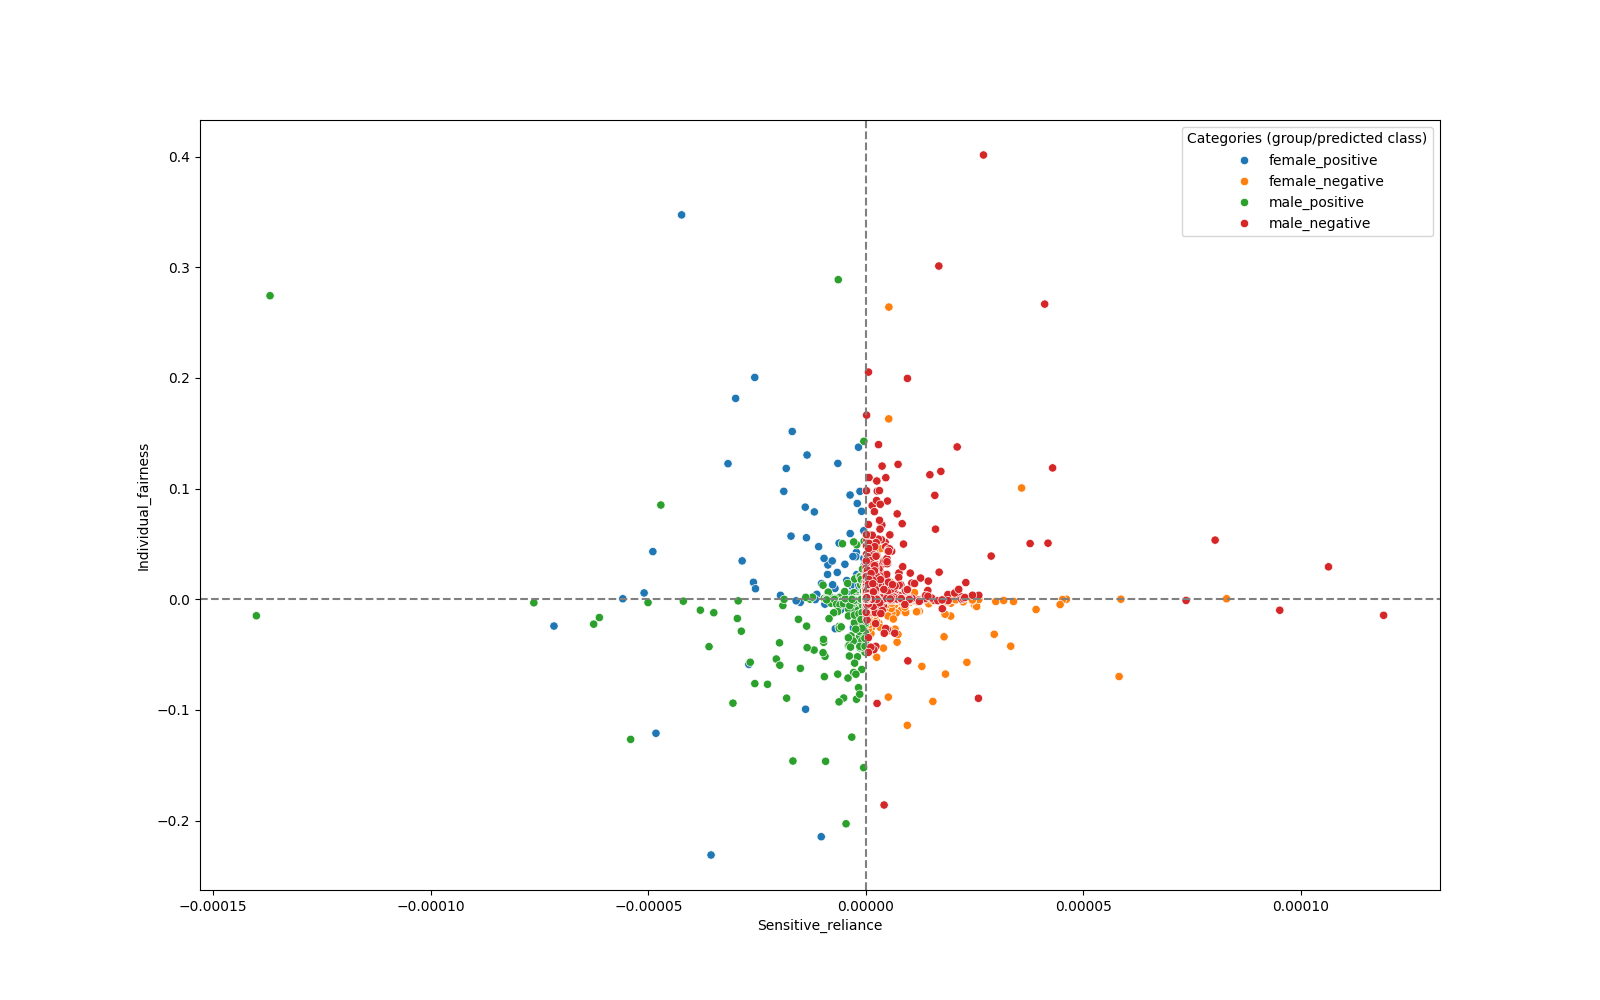 Categories (group/predicted class)
female_positive
female_negative
male_positive
male_negative
Individual_fairness
0.4
0.3
0.2
0.1
0.0
−0.1
−0.2
−0.00015
−0.00010
−0.00005
0.00000
0.00005
0.00010
Sensitive_reliance